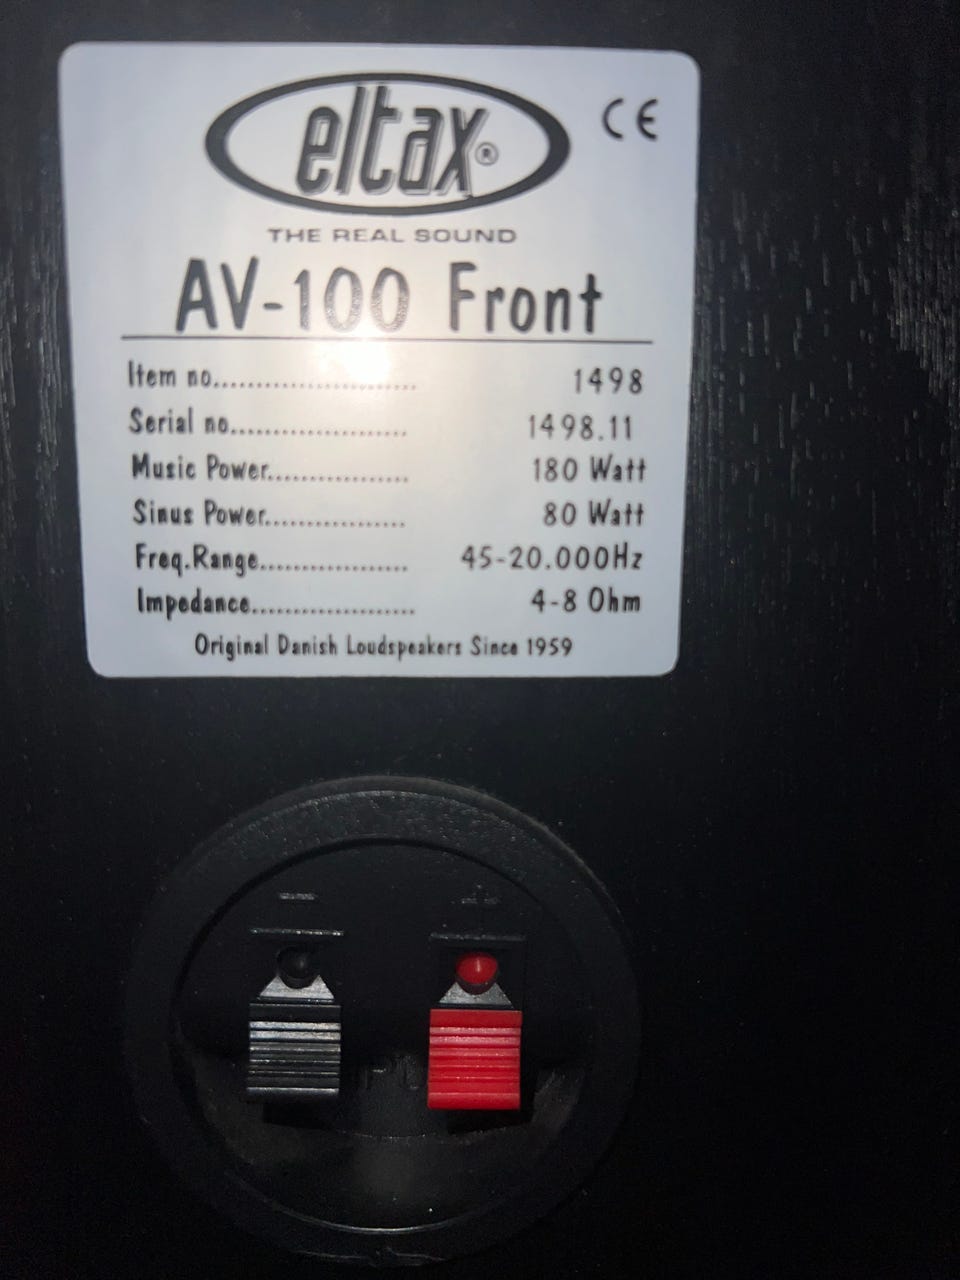 eltax®
CE
THE REAL SOUND
AV-100 Front
Item no........................ 1498
Serial no..................... 1498.11
Music Power................. 180 Watt
Sinus Power................. 80 Watt
Freq.Range.................. 45-20.000Hz
Impedance.................... 4-8 Ohm
Original Danish Loudspeakers Since 1959
− +